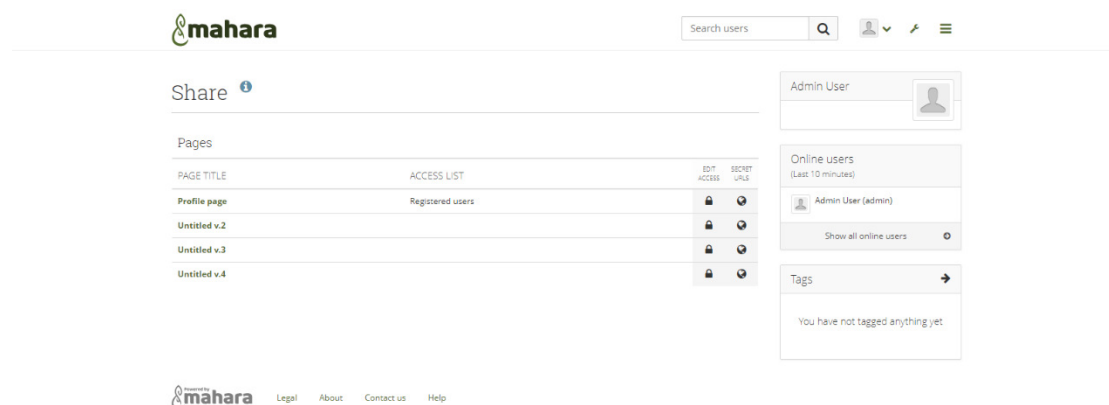 mahara
Search users
Share
Pages
PAGE TITLE ACCESS LIST EDIT ACCESS SECRET URLS
Profile page Registered users
Untitled v.2
Untitled v.3
Untitled v.4
Admin User
Online users
(Last 10 minutes)
Admin User (admin)
Show all online users
Tags
You have not tagged anything yet
Powered by
mahara Legal About Contact us Help